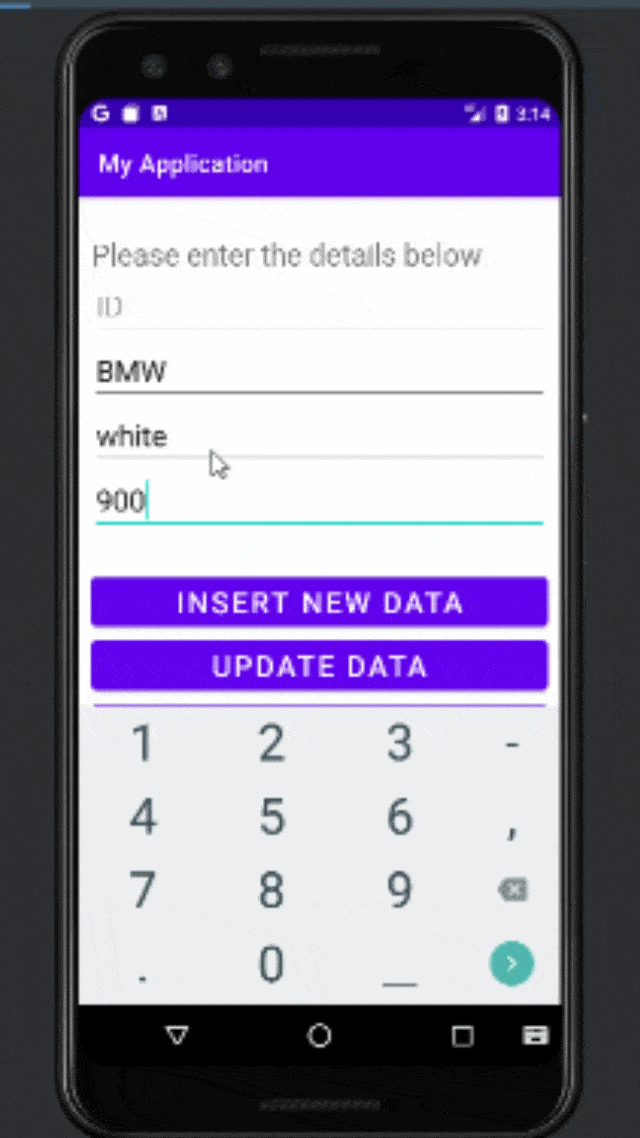 G 3:14
My Application
Please enter the details below
ID
BMW
white
900
INSERT NEW DATA
UPDATE DATA
1 2 3 -
4 5 6 ,
7 8 9
. 0 _